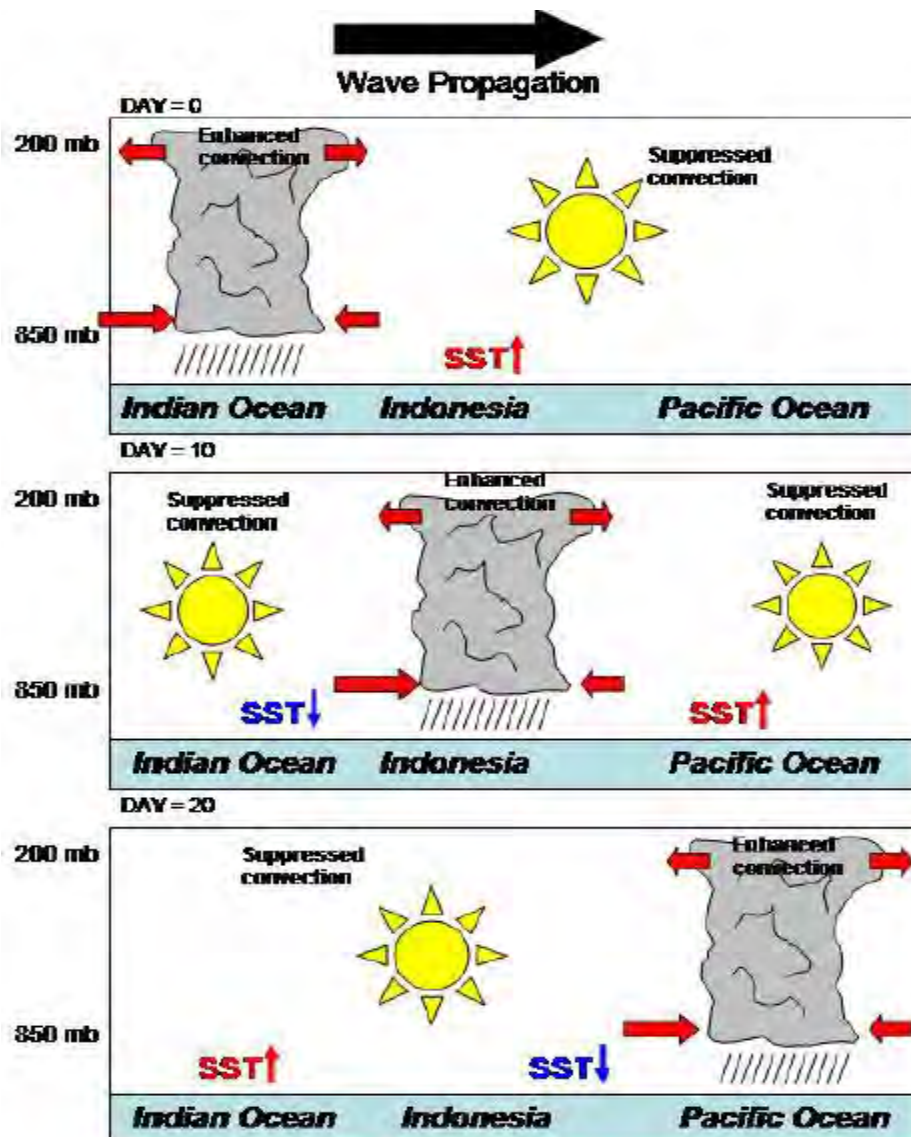 Wave Propagation
DAY = 0
200 mb
Enhanced
convection
Suppressed
convection
850 mb
SST
Indian Ocean
Indonesia
Pacific Ocean
DAY = 10
200 mb
Suppressed
convection
Enhanced
convection
Suppressed
convection
850 mb
SST
SST
Indian Ocean
Indonesia
Pacific Ocean
DAY = 20
200 mb
Suppressed
convection
Enhanced
convection
850 mb
SST
SST
Indian Ocean
Indonesia
Pacific Ocean